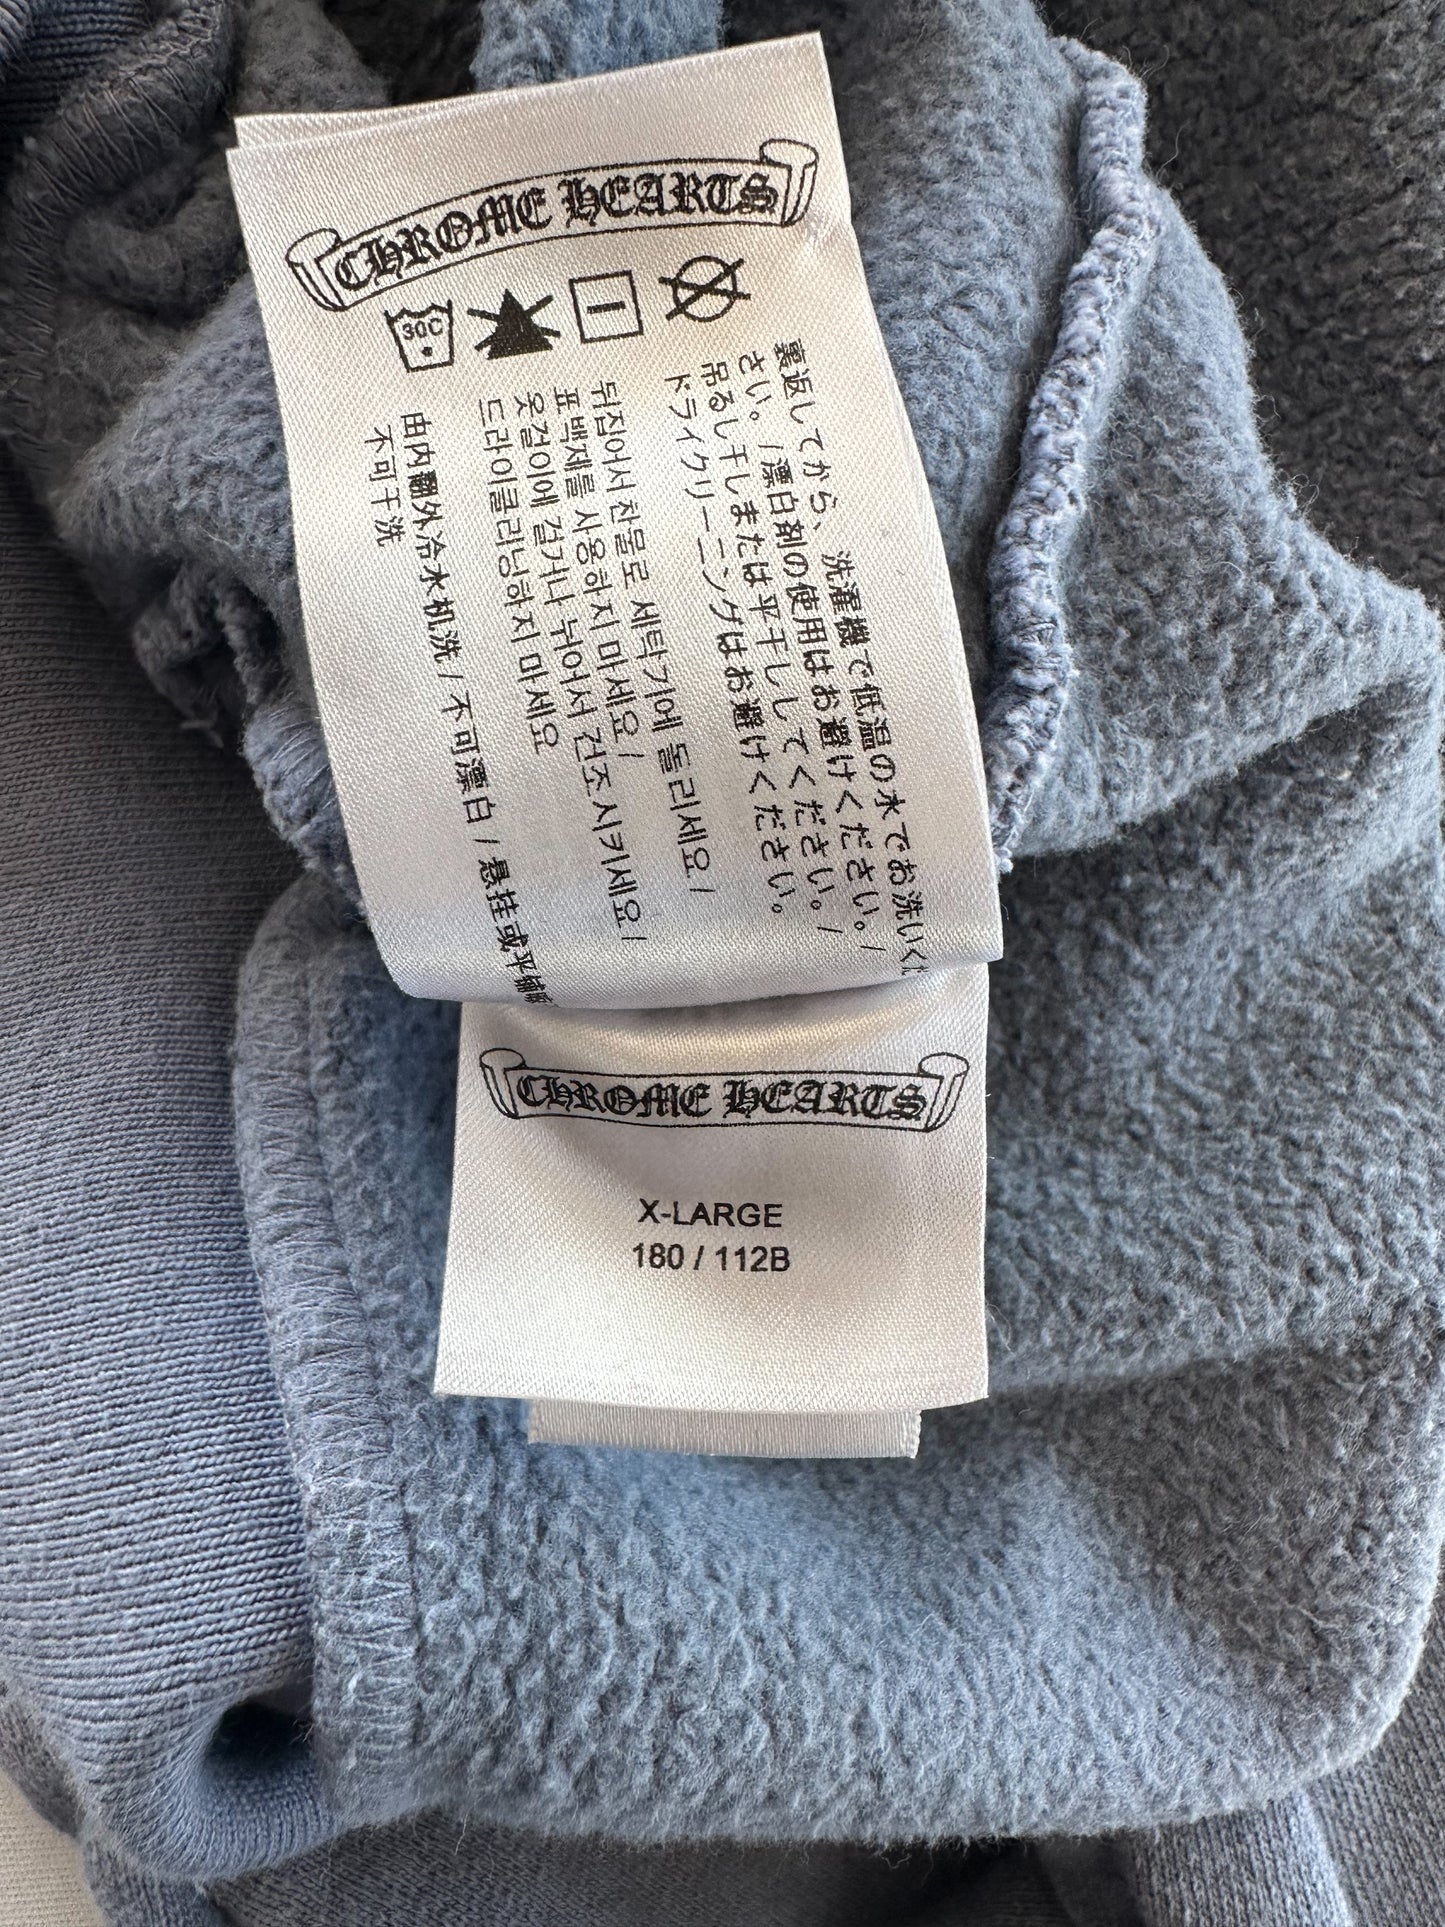 CHROME HEARTS
30C
裏返してから、洗濯機で低温の水でお洗いくだ
さい。/漂白剤の使用はお避けください。/
吊るし干しまたは平干ししてください。/
ドライクリーニングはお避けください。
뒤집어서 찬물로 세탁기에 돌리세요 /
표백제를 사용하지 마세요 /
옷걸이에 걸거나 뉘어서 건조시키세요 /
드라이클리닝하지 마세요
由内翻外冷水机洗 / 不可漂白 / 悬挂或平铺晾
不可干洗
CHROME HEARTS
X-LARGE
180 / 112B